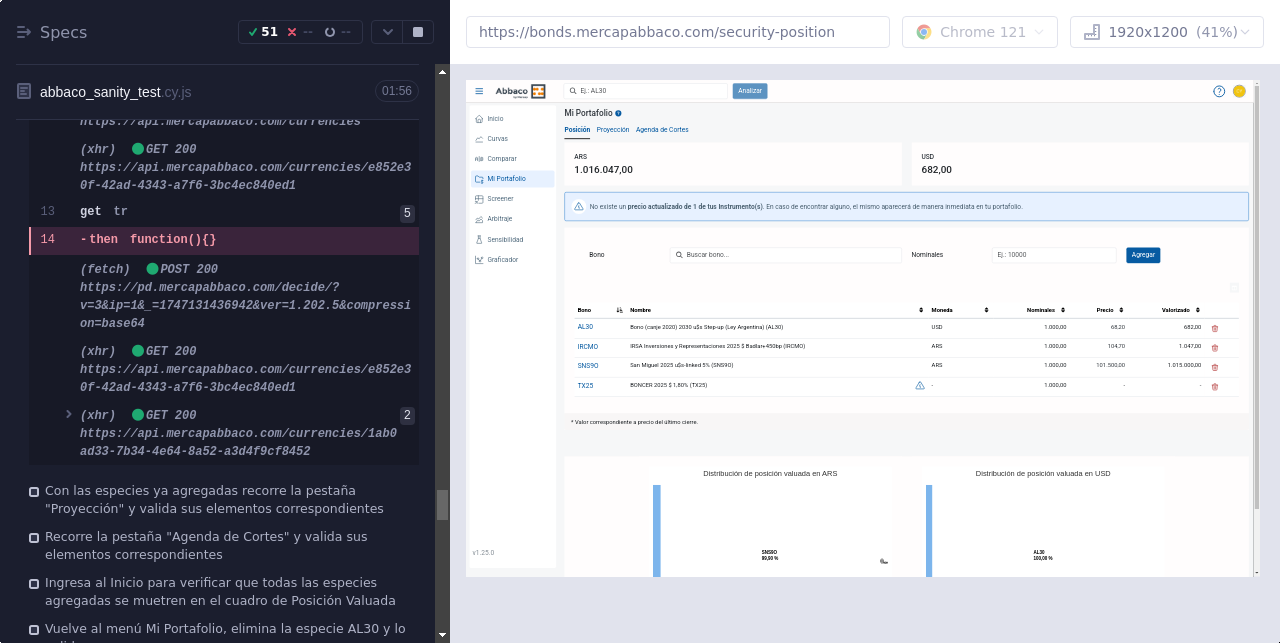 Specs
51
--
--
abbaco_sanity_test.cy.js
01:56
https://api.mercapabbaco.com/currencies
(xhr) GET 200
https://api.mercapabbaco.com/currencies/e852e3
0f-42ad-4343-a7f6-3bc4ec840ed1
13 get tr 5
14 -then function(){}
(fetch) POST 200
https://pd.mercapabbaco.com/decide/?
v=3&ip=1&_=1747131436942&ver=1.202.5&compressi
on=base64
(xhr) GET 200
https://api.mercapabbaco.com/currencies/e852e3
0f-42ad-4343-a7f6-3bc4ec840ed1
(xhr) GET 200 2
https://api.mercapabbaco.com/currencies/1ab0
ad33-7b34-4e64-8a52-a3d4f9cf8452
Con las especies ya agregadas recorre la pestaña
"Proyección" y valida sus elementos correspondientes
Recorre la pestaña "Agenda de Cortes" y valida sus
elementos correspondientes
Ingresa al Inicio para verificar que todas las especies
agregadas se muetren en el cuadro de Posición Valuada
Vuelve al menú Mi Portafolio, elimina la especie AL30 y lo
https://bonds.mercapabbaco.com/security-position
Chrome 121
1920x1200 (41%)
Abbaco
Ej.: AL30
Analizar
Inicio
Curvas
Comparar
Mi Portafolio
Screener
Arbitraje
Sensibilidad
Graficador
v1.25.0
Mi Portafolio
Posición Proyección Agenda de Cortes
ARS
1.016.047,00
USD
682,00
No existe un precio actualizado de 1 de tus instrumento(s). En caso de encontrar alguno, el mismo aparecerá de manera inmediata en tu portafolio.
Bono Buscar bono... Nominales Ej.: 10000 Agregar
Bono Nombre Moneda Nominales Precio Valorizado
AL30 Bono (canje 2020) 2030 u$s Step-up (Ley Argentina) (AL30) USD 1.000,00 68,20 682,00
IRCMO IRSA Inversiones y Representaciones 2025 $ Badlar+450bp (IRCMO) ARS 1.000,00 104,70 1.047,00
SNS9O San Miguel 2025 u$s-linked 5% (SNS9O) ARS 1.000,00 101.500,00 1.015.000,00
TX25 BONCER 2025 $ 1,80% (TX25) - 1.000,00 - -
* Valor correspondiente a precio del último cierre.
Distribución de posición valuada en ARS
SNS9O
99,90 %
Distribución de posición valuada en USD
AL30
100,00 %